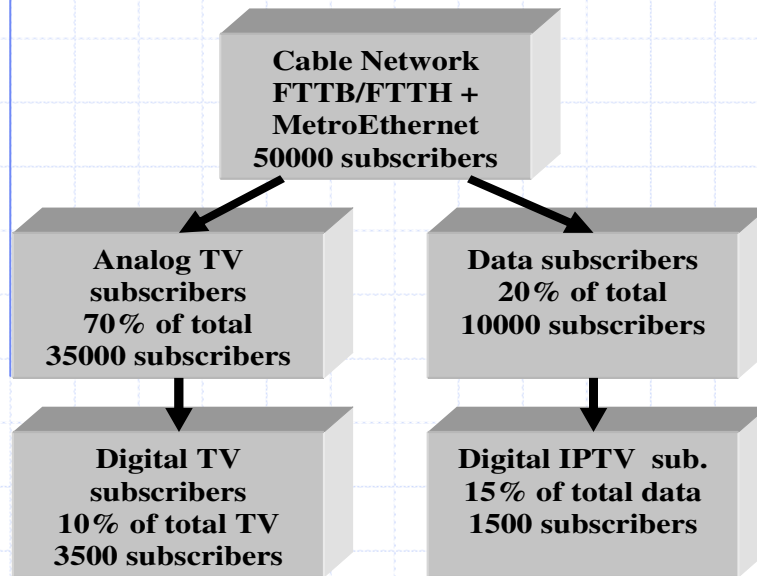 Cable Network
FTTB/FTTH +
MetroEthernet
50000 subscribers
Analog TV
subscribers
70% of total
35000 subscribers
Data subscribers
20% of total
10000 subscribers
Digital TV
subscribers
10% of total TV
3500 subscribers
Digital IPTV sub.
15% of total data
1500 subscribers